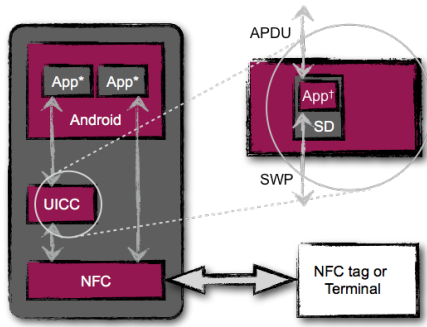 App*
App*
Android
UICC
NFC
APDU
App†
SD
SWP
NFC tag or
Terminal